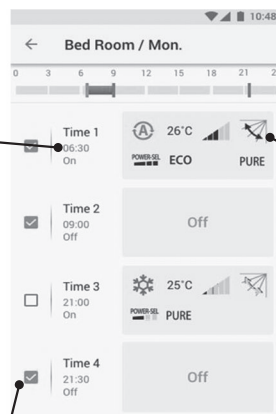 10:48
Bed Room / Mon.
0 3 6 9 12 15 18 21 2
Time 1
06:30
On
A 26°C
POWER-SEL ECO PURE
Time 2
09:00
Off
Off
Time 3
21:00
On
25°C
POWER-SEL PURE
Time 4
21:30
Off
Off